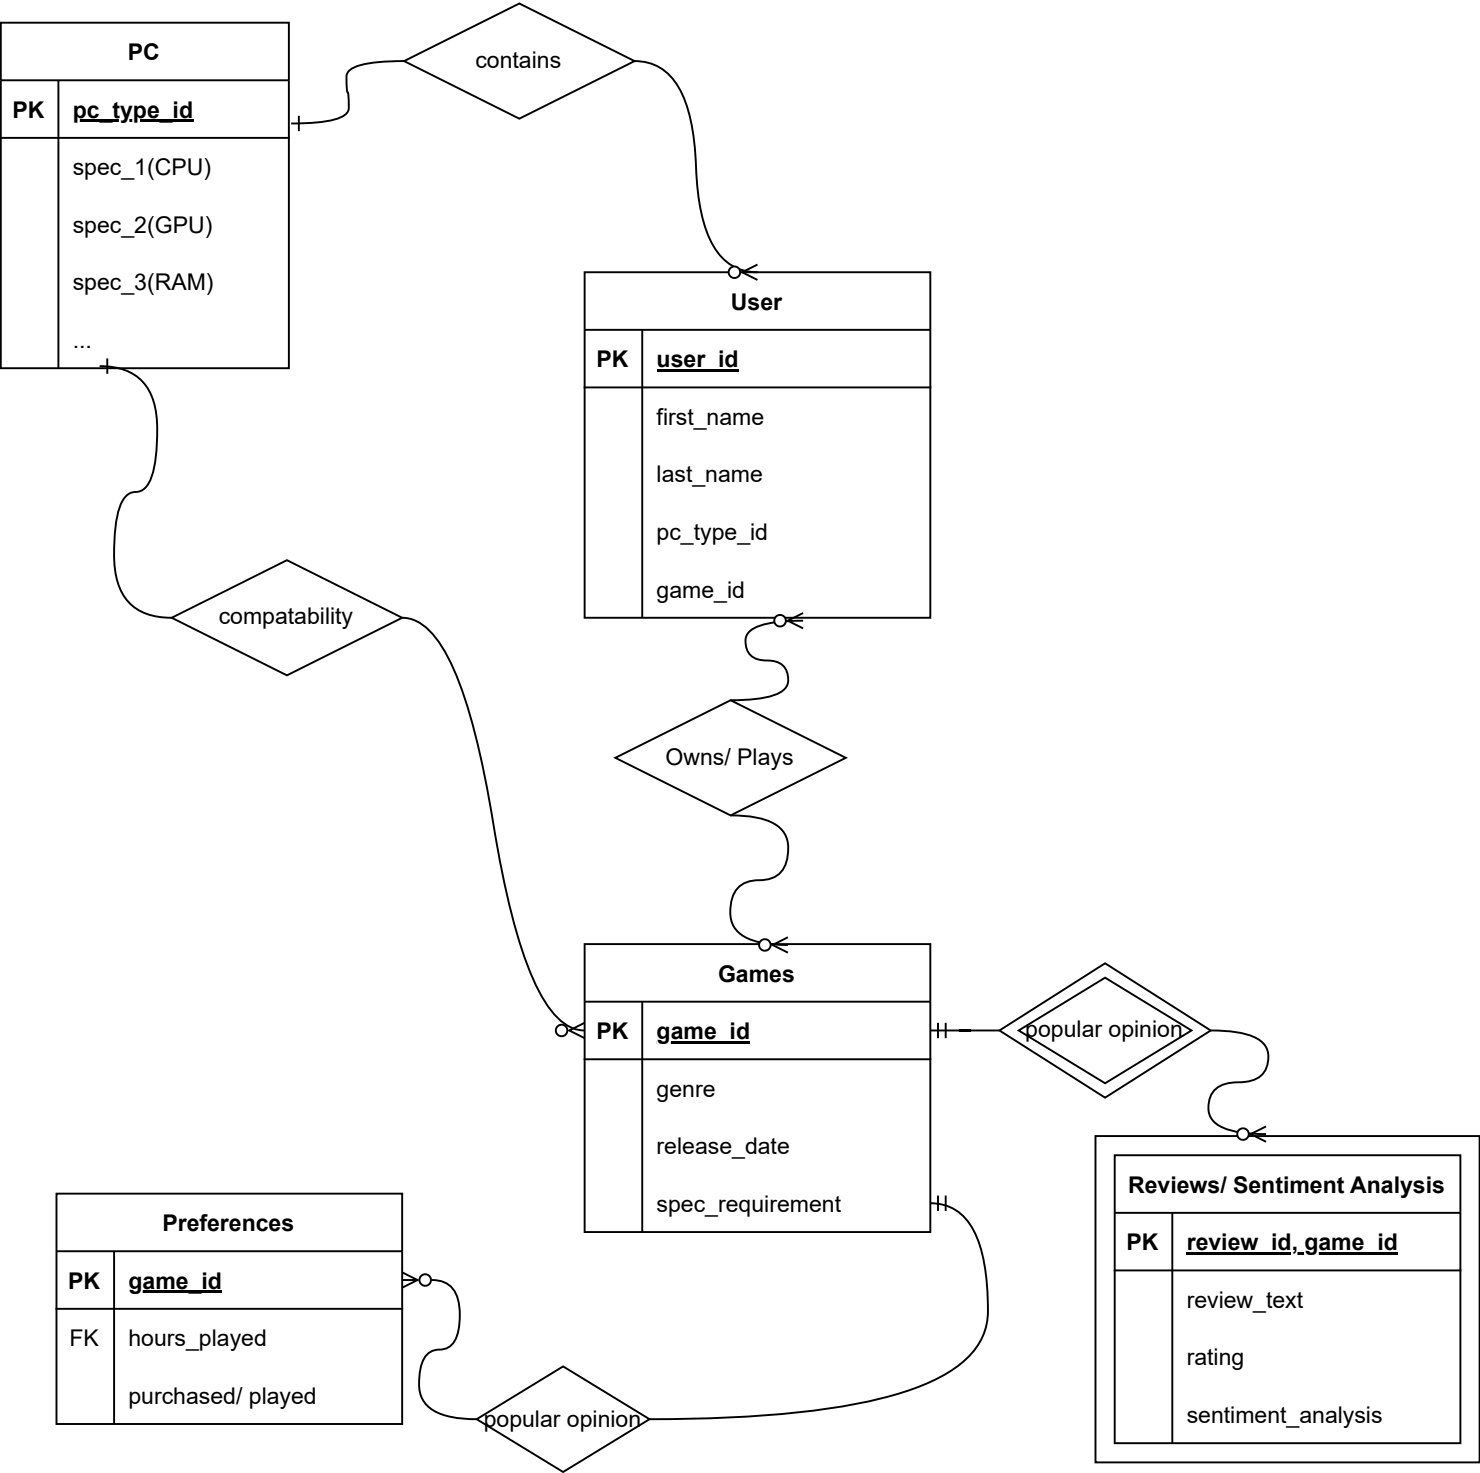 PC
PK pc_type_id
spec_1(CPU)
spec_2(GPU)
spec_3(RAM)
...
contains
User
PK user_id
first_name
last_name
pc_type_id
game_id
compatability
Owns/ Plays
Games
PK game_id
genre
release_date
spec_requirement
popular opinion
Reviews/ Sentiment Analysis
PK review_id, game_id
review_text
rating
sentiment_analysis
Preferences
PK game_id
FK hours_played
purchased/ played
popular opinion